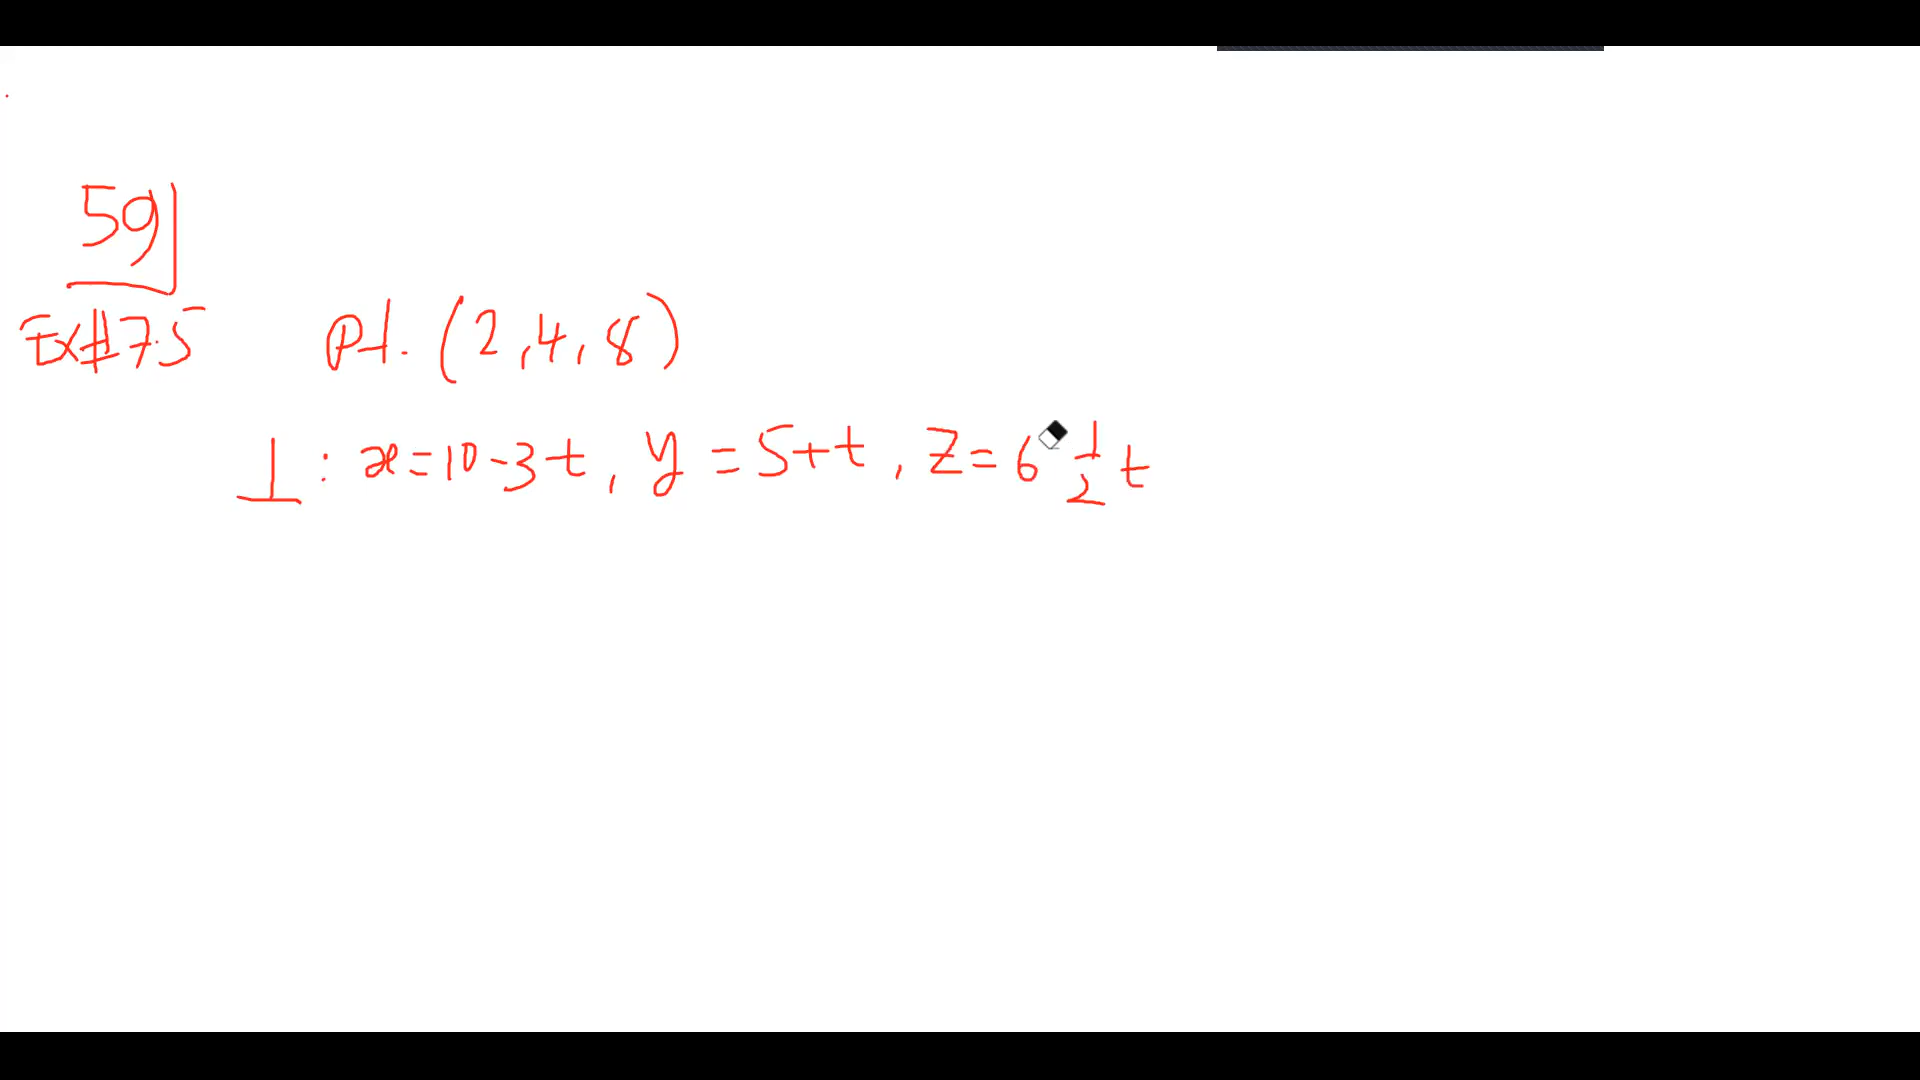 59
Ex#7.5
Pt. (2,4,8)
⊥ : x=10-3t, y=5+t, z=6 1/2 t